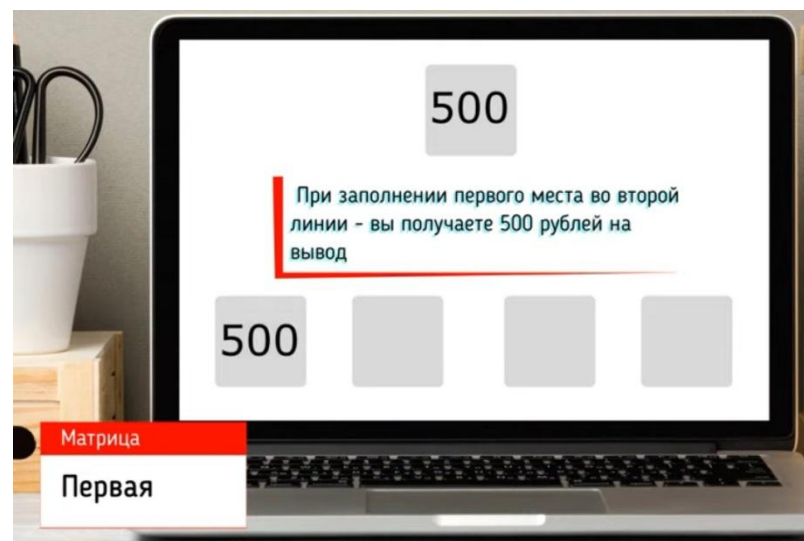 500
При заполнении первого места во второй
линии - вы получаете 500 рублей на
вывод
500
Матрица
Первая